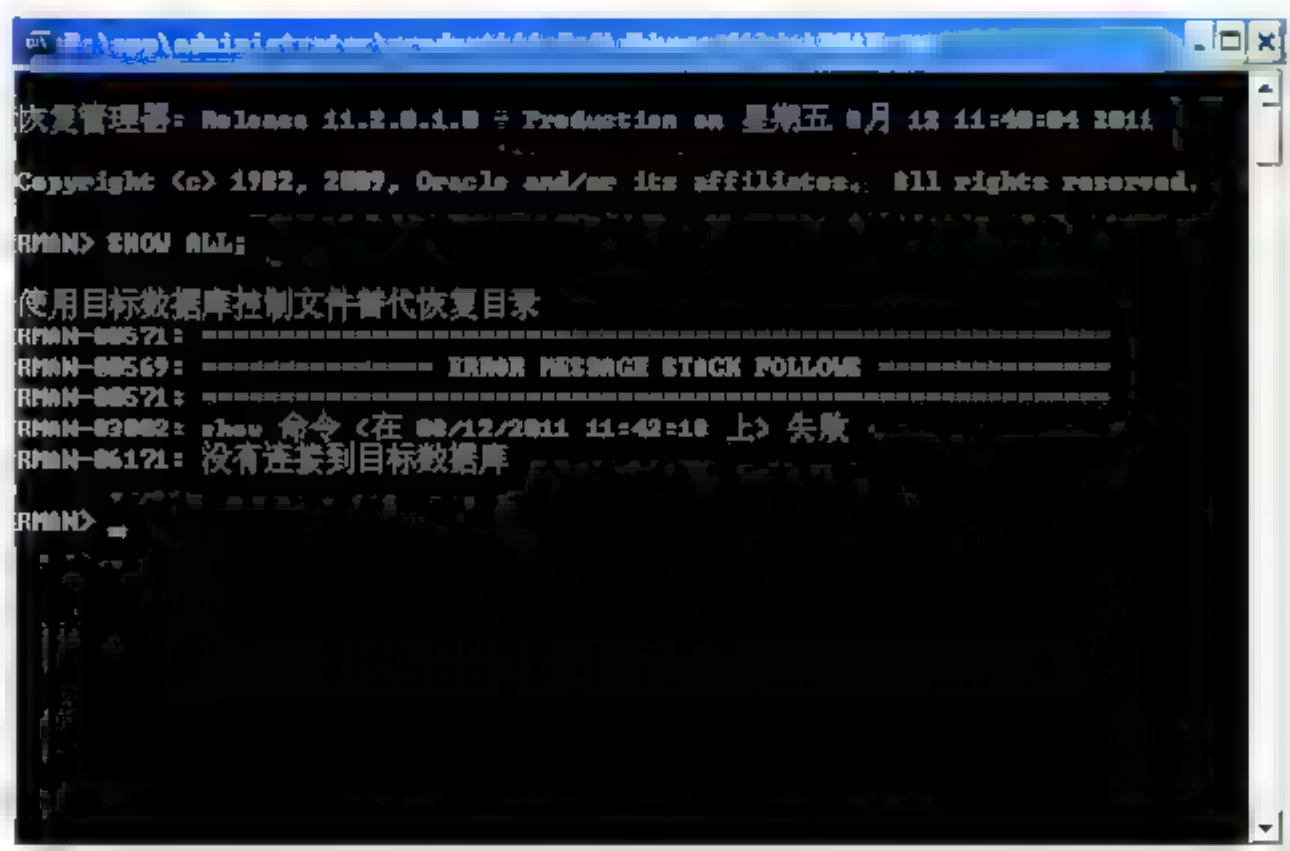 恢复管理器: Release 11.2.0.1.0 - Production on 星期五 8月 12 11:40:04 2011
Copyright (c) 1982, 2009, Oracle and/or its affiliates. All rights reserved.
RMAN> SHOW ALL;
使用目标数据库控制文件替代恢复目录
RMAN-00571: ===========================================================
RMAN-00569: =============== ERROR MESSAGE STACK FOLLOWS ===============
RMAN-00571: ===========================================================
RMAN-03002: show 命令 (在 08/12/2011 11:42:18 上) 失败
RMAN-06171: 没有连接到目标数据库
RMAN> _